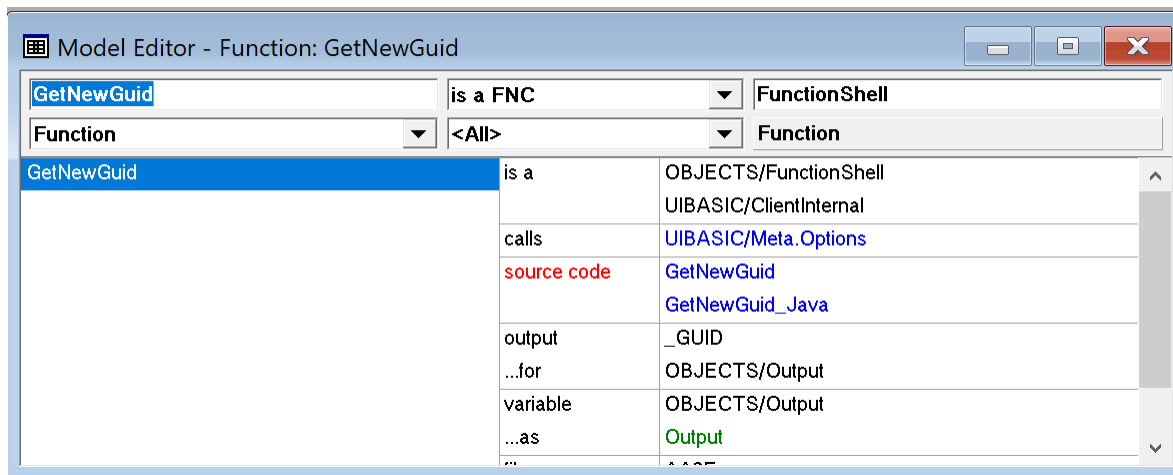 Model Editor - Function: GetNewGuid
GetNewGuid is a FNC FunctionShell
Function <All> Function
GetNewGuid is a OBJECTS/FunctionShell
UIBASIC/ClientInternal
calls UIBASIC/Meta.Options
source code GetNewGuid
GetNewGuid_Java
output _GUID
...for OBJECTS/Output
variable OBJECTS/Output
...as Output